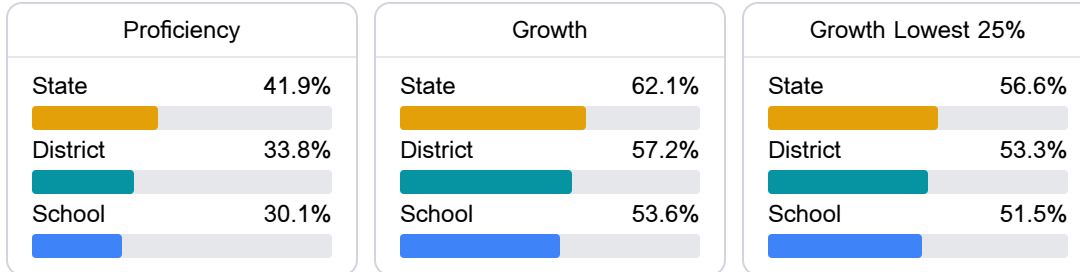 Proficiency
State 41.9%
District 33.8%
School 30.1%
Growth
State 62.1%
District 57.2%
School 53.6%
Growth Lowest 25%
State 56.6%
District 53.3%
School 51.5%